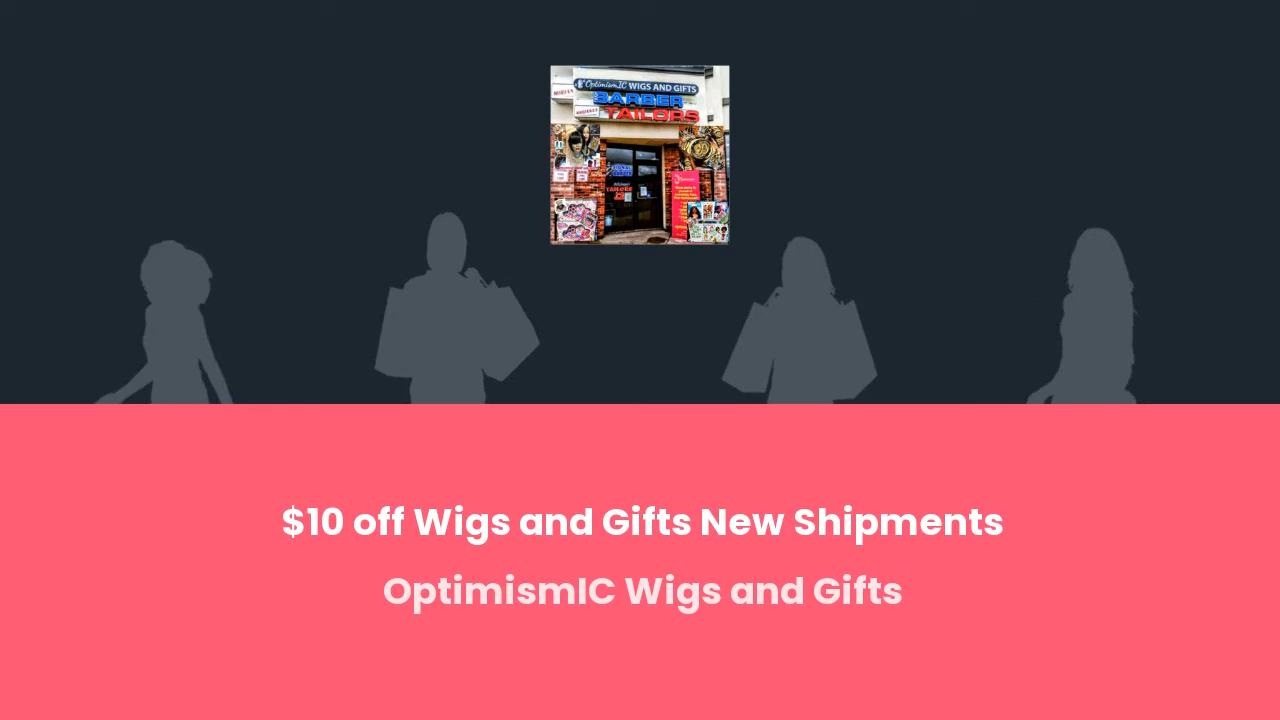 OptimismIC WIGS AND GIFTS
BARBER
TAILORS
$10 off Wigs and Gifts New Shipments
OptimismIC Wigs and Gifts